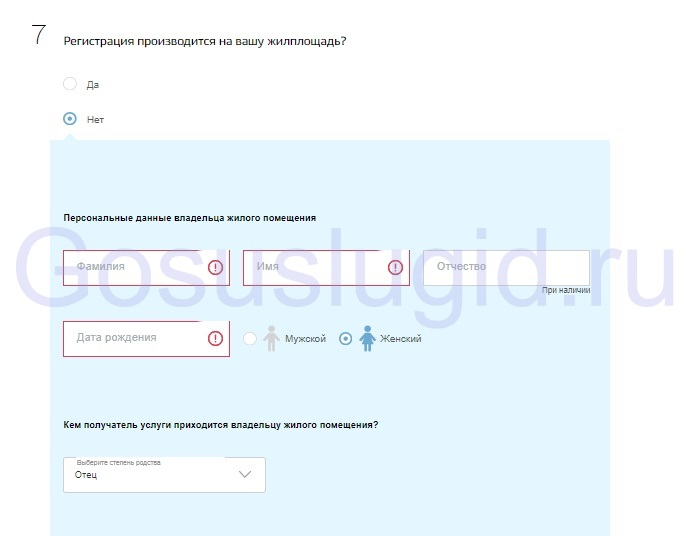 7 Регистрация производится на вашу жилплощадь?
Да
Нет
Персональные данные владельца жилого помещения
Фамилия Имя Отчество
При наличии
Дата рождения Мужской Женский
Кем получатель услуги приходится владельцу жилого помещения?
Выберите степень родства
Отец
Gosuslugid.ru